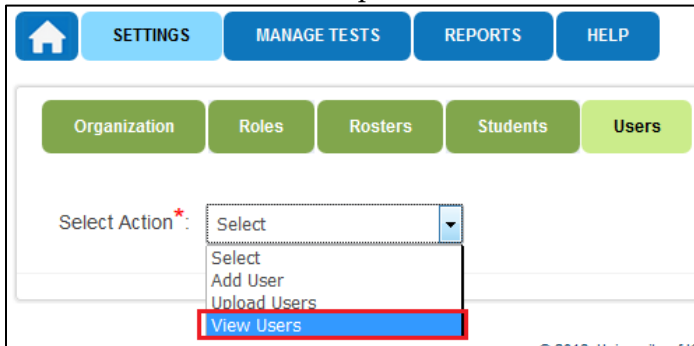 SETTINGS MANAGE TESTS REPORTS HELP
Organization Roles Rosters Students Users
Select Action*: Select
Select
Add User
Upload Users
View Users